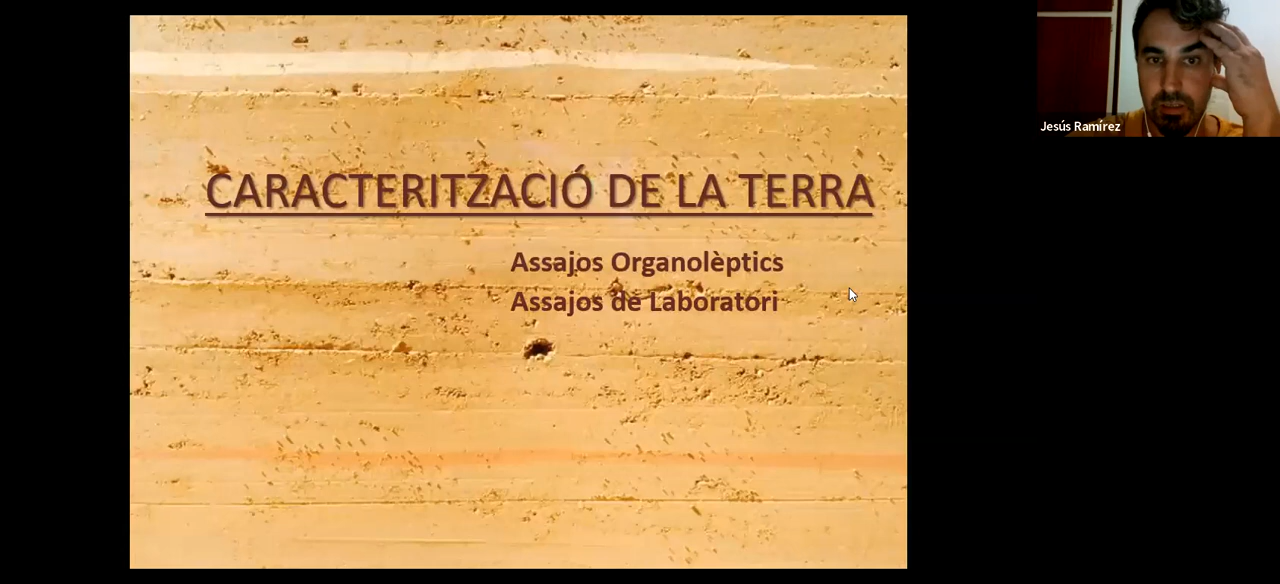 CARACTERITZACIÓ DE LA TERRA
Assajos Organolèptics
Assajos de Laboratori
Jesús Ramírez